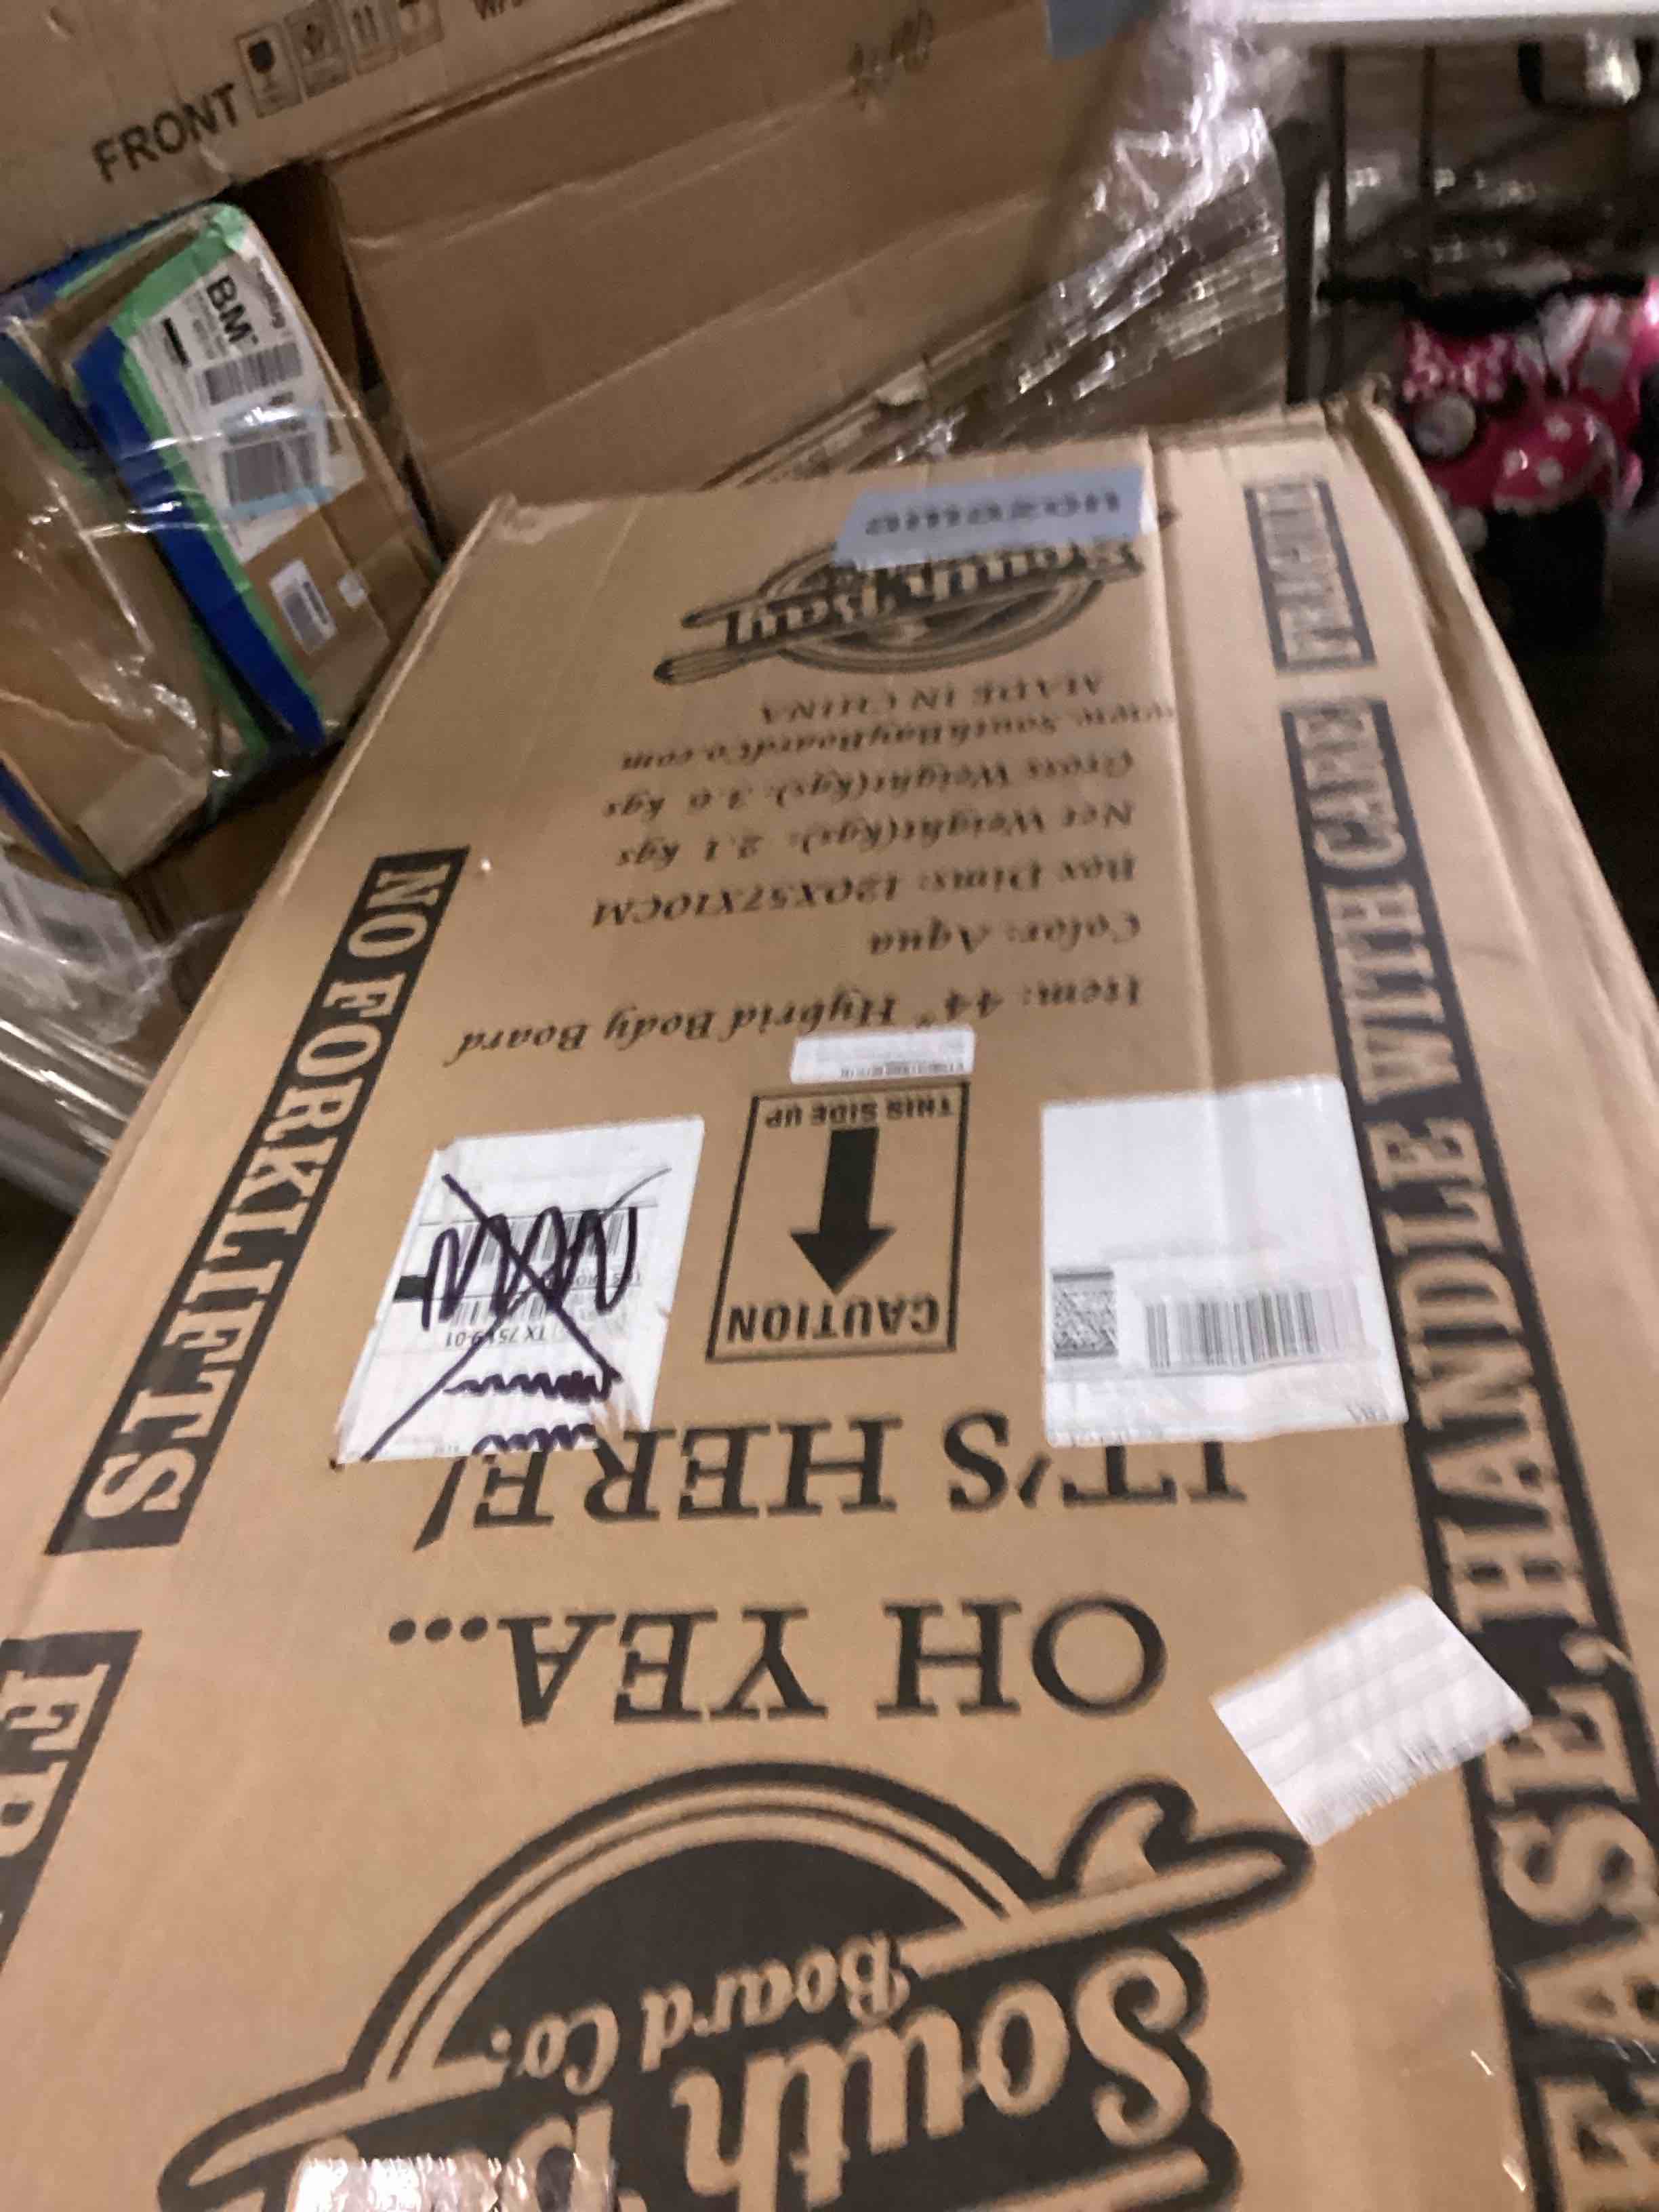 FRONT
BM
South
Board Co.
OH YEA...
IT'S HERE!
CAUTION
THIS SIDE UP
TX 75
Item: 44" Hybrid Body Board
Color: Aqua
Box Dims: 120X57X10CM
Net Weight(kgs): 2.1 kgs
Gross Weight(kgs): 3.6 kgs
www.SouthBayBoardCo.com
MADE IN CHINA
South Bay
NO FORKLIFTS
EASE, HANDLE WITH CARE
FRAGILE